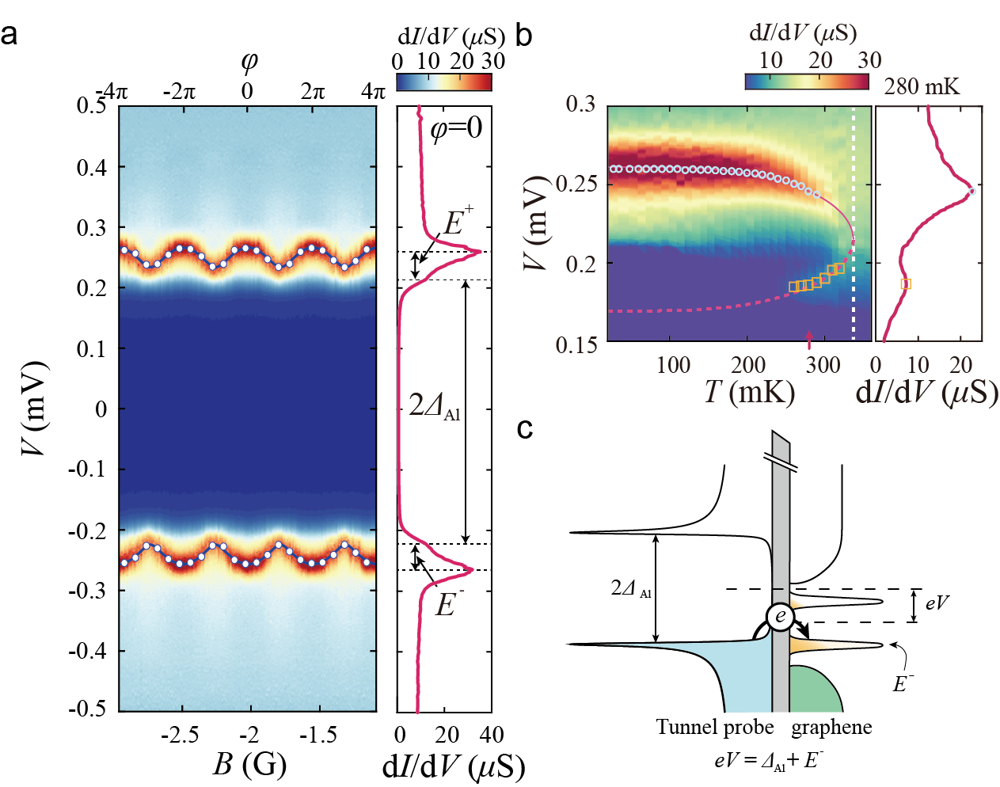 a
dI/dV (μS)
0 10 20 30
φ
-4π -2π 0 2π 4π
0.5
0.4
0.3
0.2
0.1
0
-0.1
-0.2
-0.3
-0.4
-0.5
V (mV)
-2.5 -2 -1.5
B (G)
φ=0
E+
2ΔAl
E-
0 20 40
dI/dV (μS)
b
dI/dV (μS)
10 20 30
280 mK
0.3
0.25
0.2
0.15
V (mV)
100 200 300
T (mK)
0 10 20
dI/dV (μS)
c
2ΔAl
e
eV
E-
Tunnel probe graphene
eV = ΔAl+ E-